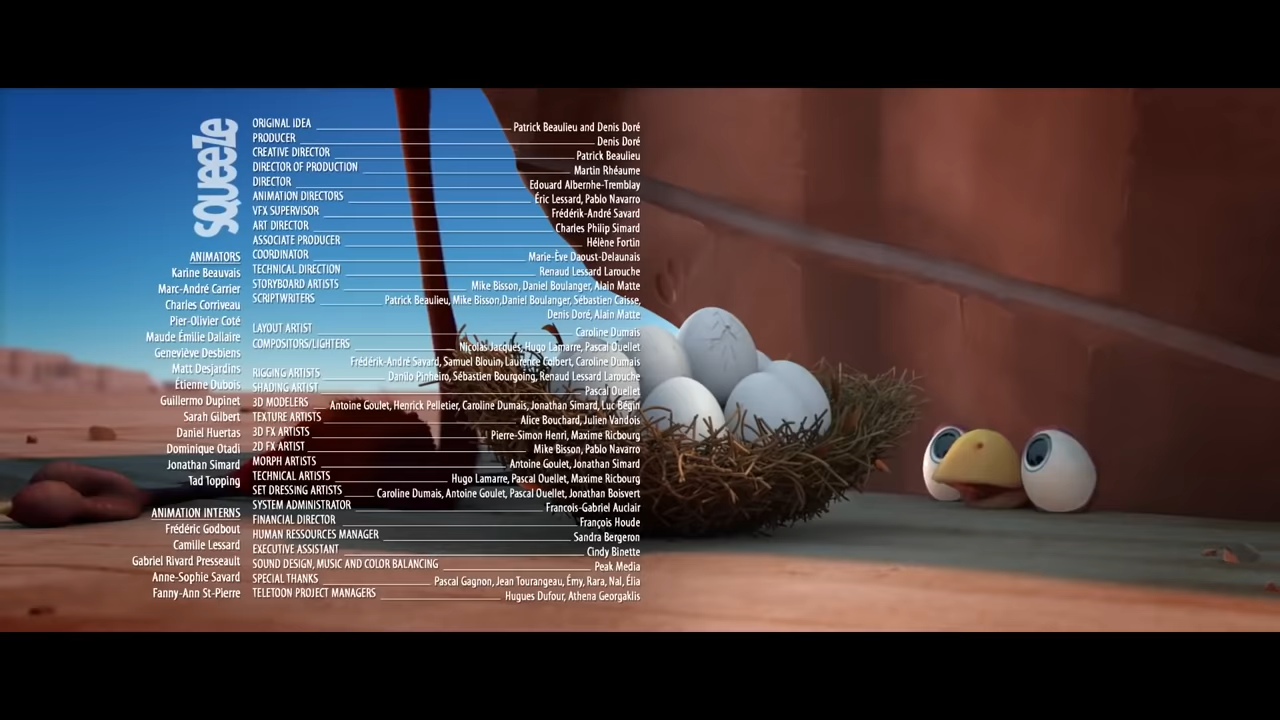 squeeze
ANIMATORS
Karine Beauvais
Marc-André Carrier
Charles Corriveau
Pier-Olivier Coté
Maude Émilie Dallaire
Geneviève Desbiens
Matt Desjardins
Étienne Dubois
Guillermo Dupinet
Sarah Gilbert
Daniel Huertas
Dominique Otadi
Jonathan Simard
Tad Topping
ANIMATION INTERNS
Frédéric Godbout
Camille Lessard
Gabriel Rivard Presseault
Anne-Sophie Savard
Fanny-Ann St-Pierre
ORIGINAL IDEA Patrick Beaulieu and Denis Doré
PRODUCER Denis Doré
CREATIVE DIRECTOR Patrick Beaulieu
DIRECTOR OF PRODUCTION Martin Rhéaume
DIRECTOR Edouard Albernhe-Tremblay
ANIMATION DIRECTORS Éric Lessard, Pablo Navarro
VFX SUPERVISOR Frédérik-André Savard
ART DIRECTOR Charles Philip Simard
ASSOCIATE PRODUCER Hélène Fortin
COORDINATOR Marie-Ève Daoust-Delaunais
TECHNICAL DIRECTION Renaud Lessard Larouche
STORYBOARD ARTISTS Mike Bisson, Daniel Boulanger, Alain Matte
SCRIPTWRITERS Patrick Beaulieu, Mike Bisson,Daniel Boulanger, Sébastien Caisse,
Denis Doré, Alain Matte
LAYOUT ARTIST Caroline Dumais
COMPOSITORS/LIGHTERS Nicolas Jacques, Hugo Lamarre, Pascal Ouellet
Frédérik-André Savard, Samuel Blouin, Laurence Colbert, Caroline Dumais
RIGGING ARTISTS Danilo Pinheiro, Sébastien Bourgoing, Renaud Lessard Larouche
SHADING ARTIST Pascal Ouellet
3D MODELERS Antoine Goulet, Henrick Pelletier, Caroline Dumais, Jonathan Simard, Luc Bégin
TEXTURE ARTISTS Alice Bouchard, Julien Vandois
3D FX ARTISTS Pierre-Simon Henri, Maxime Ricbourg
2D FX ARTIST Mike Bisson, Pablo Navarro
MORPH ARTISTS Antoine Goulet, Jonathan Simard
TECHNICAL ARTISTS Hugo Lamarre, Pascal Ouellet, Maxime Ricbourg
SET DRESSING ARTISTS Caroline Dumais, Antoine Goulet, Pascal Ouellet, Jonathan Boisvert
SYSTEM ADMINISTRATOR Francois-Gabriel Auclair
FINANCIAL DIRECTOR François Houde
HUMAN RESSOURCES MANAGER Sandra Bergeron
EXECUTIVE ASSISTANT Cindy Binette
SOUND DESIGN, MUSIC AND COLOR BALANCING Peak Media
SPECIAL THANKS Pascal Gagnon, Jean Tourangeau, Émy, Rara, Nal, Élia
TELETOON PROJECT MANAGERS Hugues Dufour, Athena Georgaklis